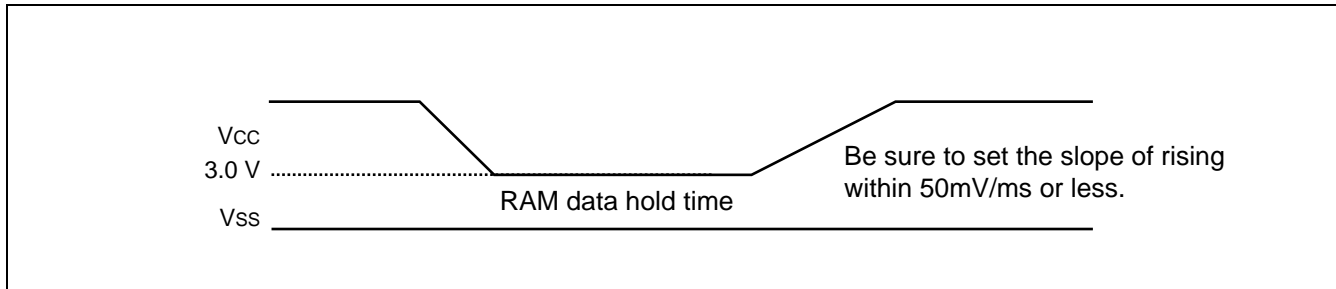 Vcc
3.0 V
Vss
RAM data hold time
Be sure to set the slope of rising
within 50mV/ms or less.